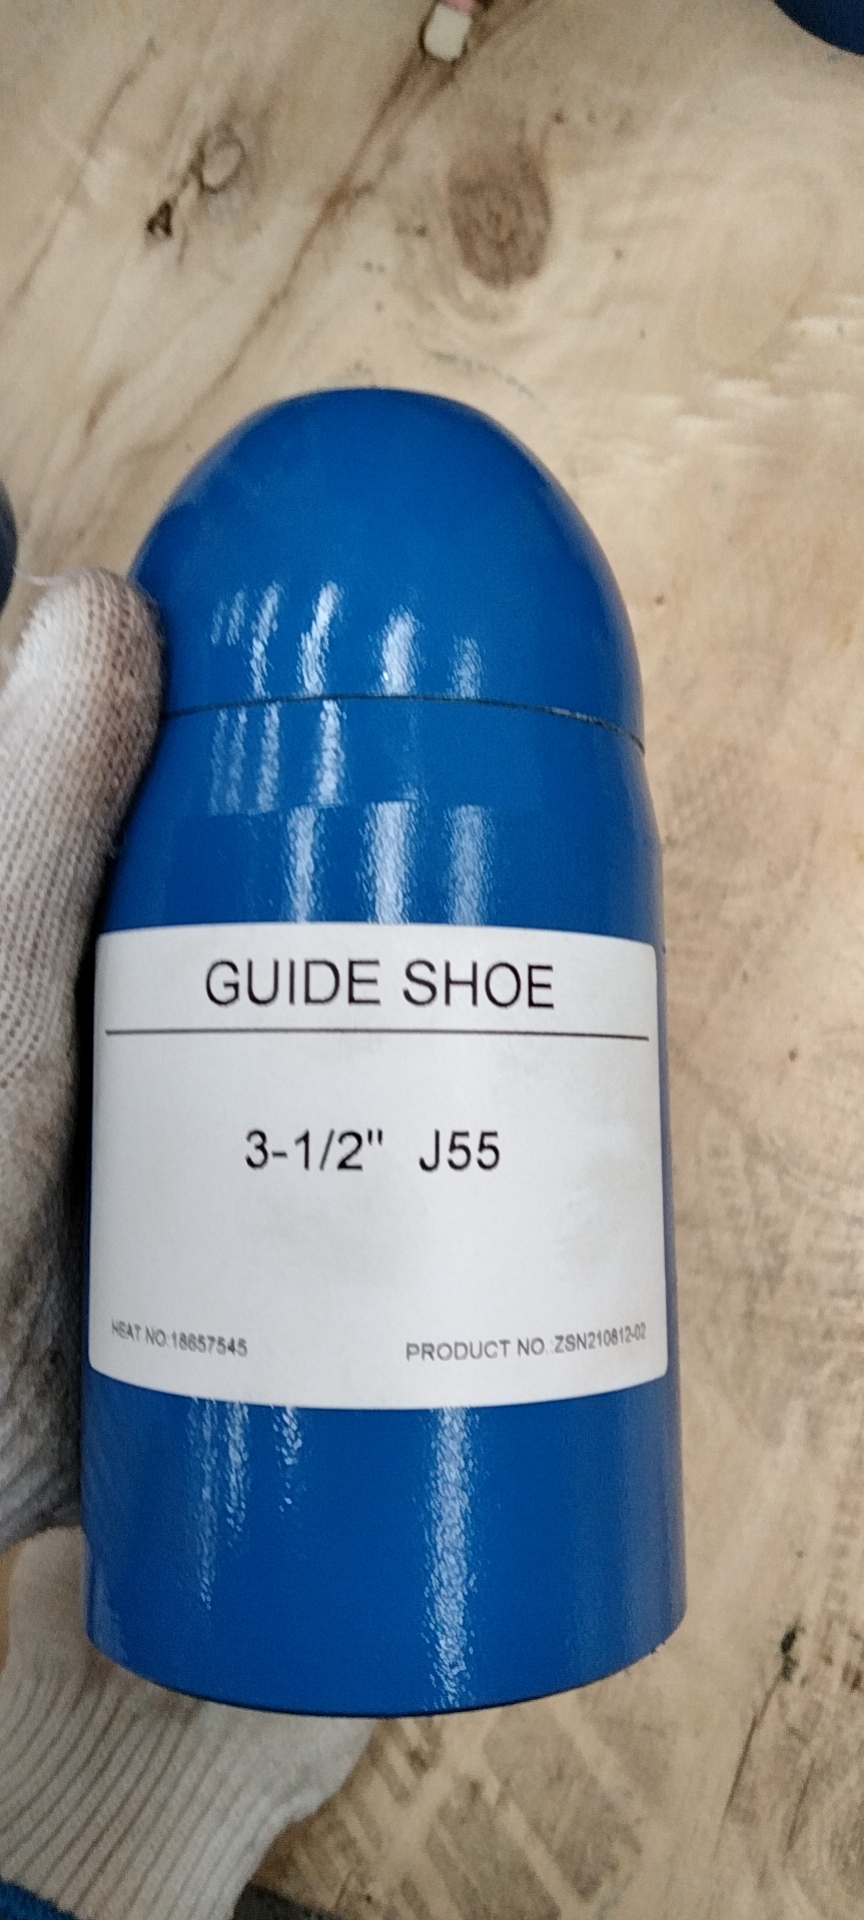 GUIDE SHOE
3-1/2" J55
HEAT NO:18657545
PRODUCT NO.:ZSN210812-02